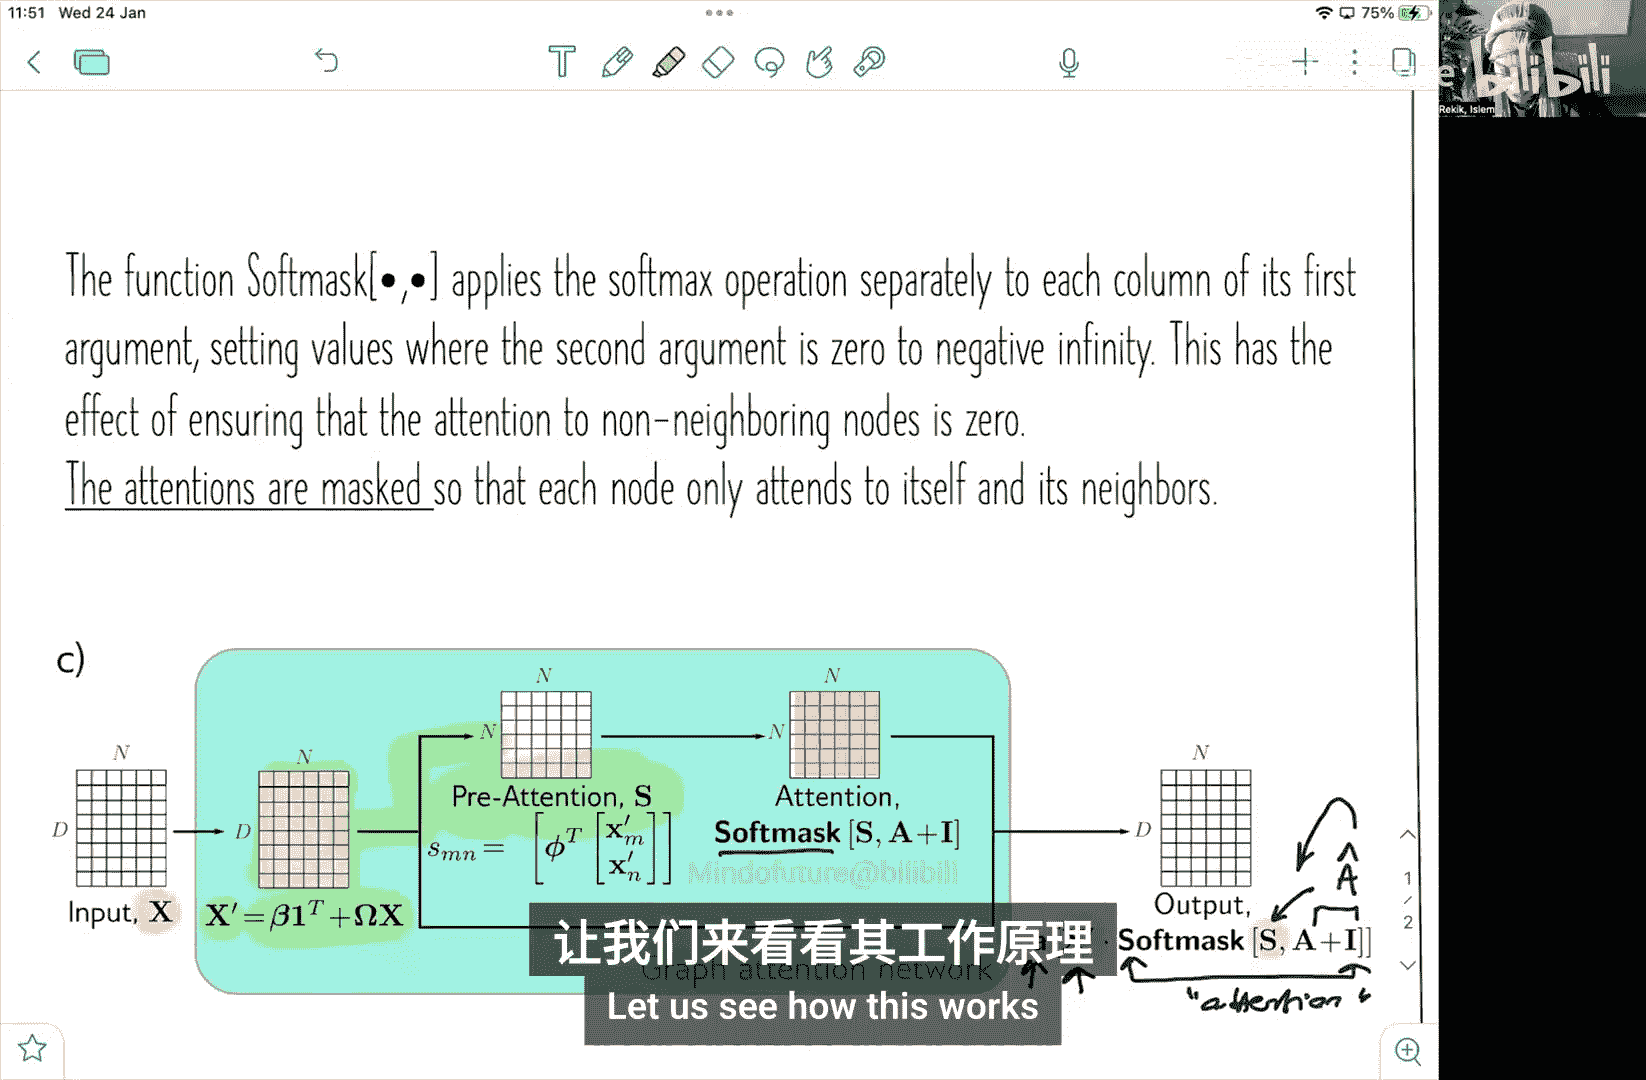 11:51 Wed 24 Jan
75%
bilibili
Rekik, Islem
The function Softmask[•,•] applies the softmax operation separately to each column of its first
argument, setting values where the second argument is zero to negative infinity. This has the
effect of ensuring that the attention to non-neighboring nodes is zero.
The attentions are masked so that each node only attends to itself and its neighbors.
c)
N
N
N
N
N
N
N
D
D
D
Pre-Attention, S
Attention,
s_mn = [ϕ^T [x′_m x′_n]]
Softmask [S, A+I]
Mindofuture@bilibili
Input, X
X′=β1^T+ΩX
Output,
Â
1
/
2
· Softmask [S, A+I]]
Graph attention network
"attention"
让我们来看看其工作原理
Let us see how this works